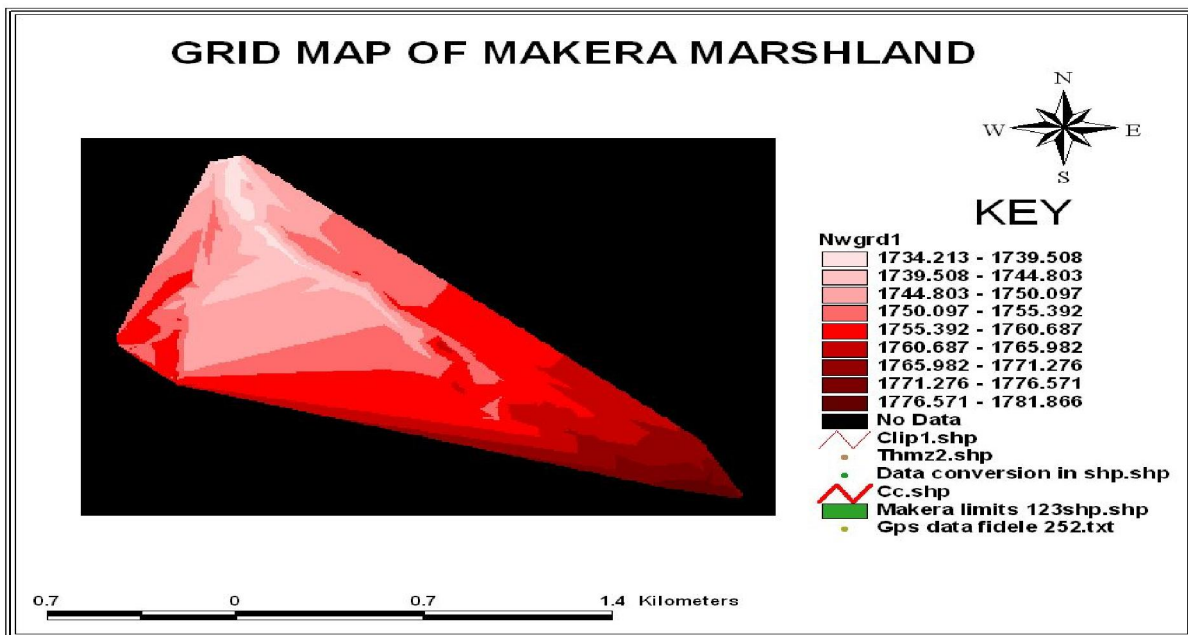 GRID MAP OF MAKERA MARSHLAND
N
W E
S
KEY
Nwgrd1
1734.213 - 1739.508
1739.508 - 1744.803
1744.803 - 1750.097
1750.097 - 1755.392
1755.392 - 1760.687
1760.687 - 1765.982
1765.982 - 1771.276
1771.276 - 1776.571
1776.571 - 1781.866
No Data
Clip1.shp
Thmz2.shp
Data conversion in shp.shp
Cc.shp
Makera limits 123shp.shp
Gps data fidele 252.txt
0.7 0 0.7 1.4 Kilometers